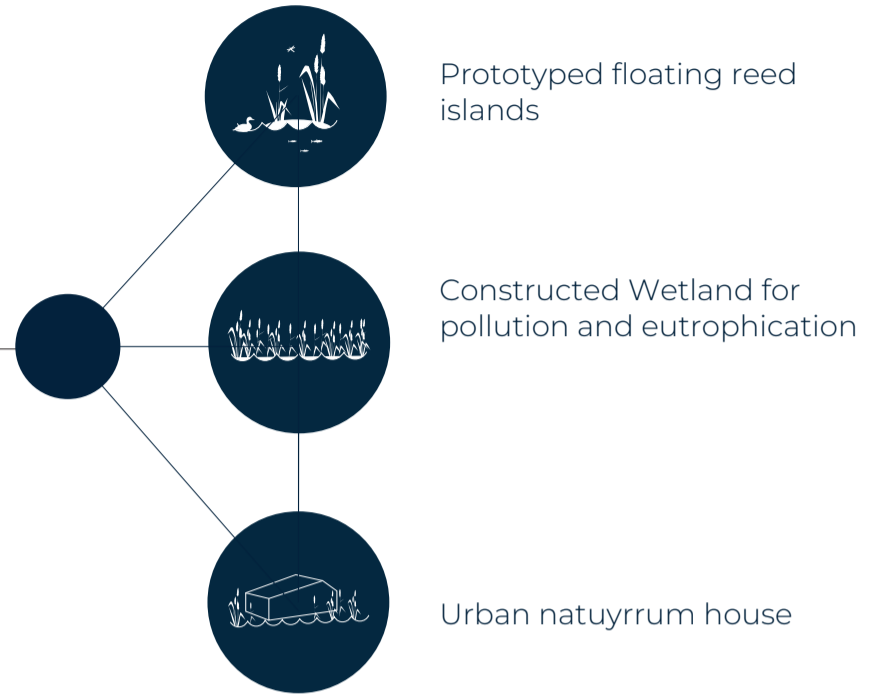 Prototyped floating reed
islands
Constructed Wetland for
pollution and eutrophication
Urban natuyrrum house